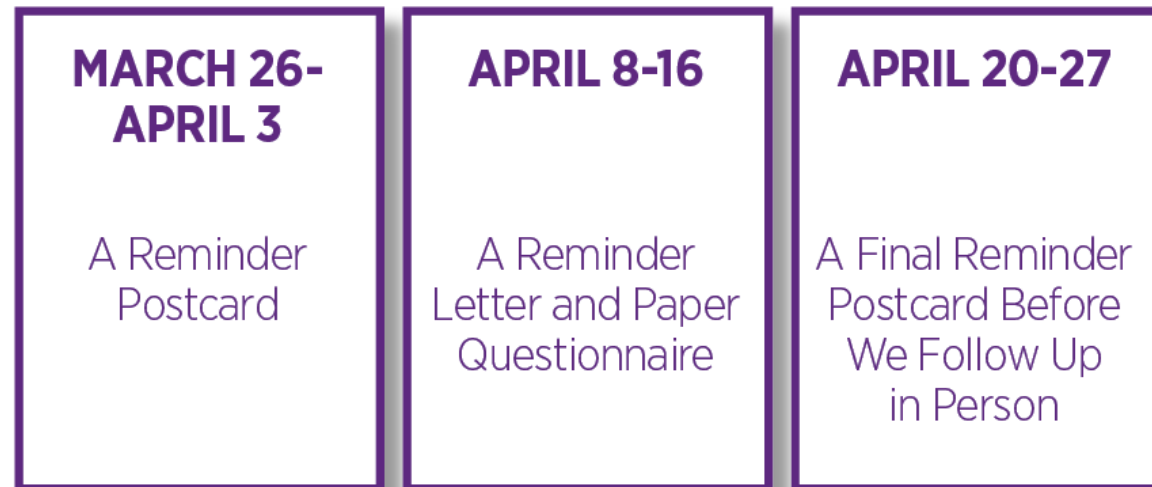 MARCH 26-
APRIL 3
A Reminder
Postcard
APRIL 8-16
A Reminder
Letter and Paper
Questionnaire
APRIL 20-27
A Final Reminder
Postcard Before
We Follow Up
in Person